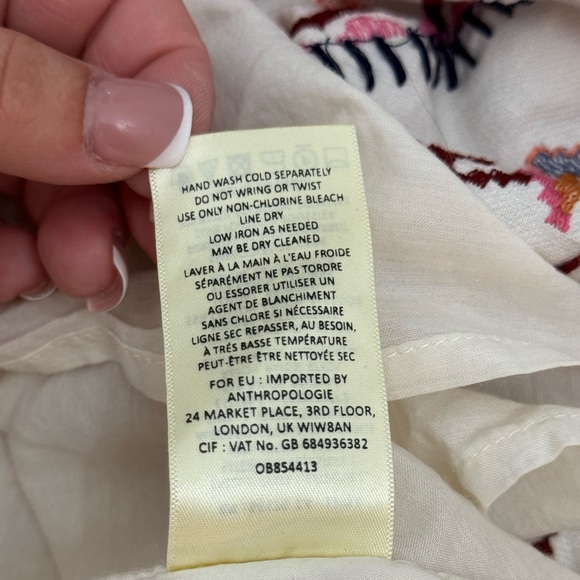 HAND WASH COLD SEPARATELY
DO NOT WRING OR TWIST
USE ONLY NON-CHLORINE BLEACH
LINE DRY
LOW IRON AS NEEDED
MAY BE DRY CLEANED
LAVER À LA MAIN À L'EAU FROIDE
SÉPARÉMENT NE PAS TORDRE
OU ESSORER UTILISER UN
AGENT DE BLANCHIMENT
SANS CHLORE SI NÉCESSAIRE
LIGNE SEC REPASSER, AU BESOIN,
À TRÉS BASSE TEMPÉRATURE
PEUT-ÊTRE ÊTRE NETTOYÉE SEC
FOR EU : IMPORTED BY
ANTHROPOLOGIE
24 MARKET PLACE, 3RD FLOOR,
LONDON, UK WIW8AN
CIF : VAT No. GB 684936382
OB854413